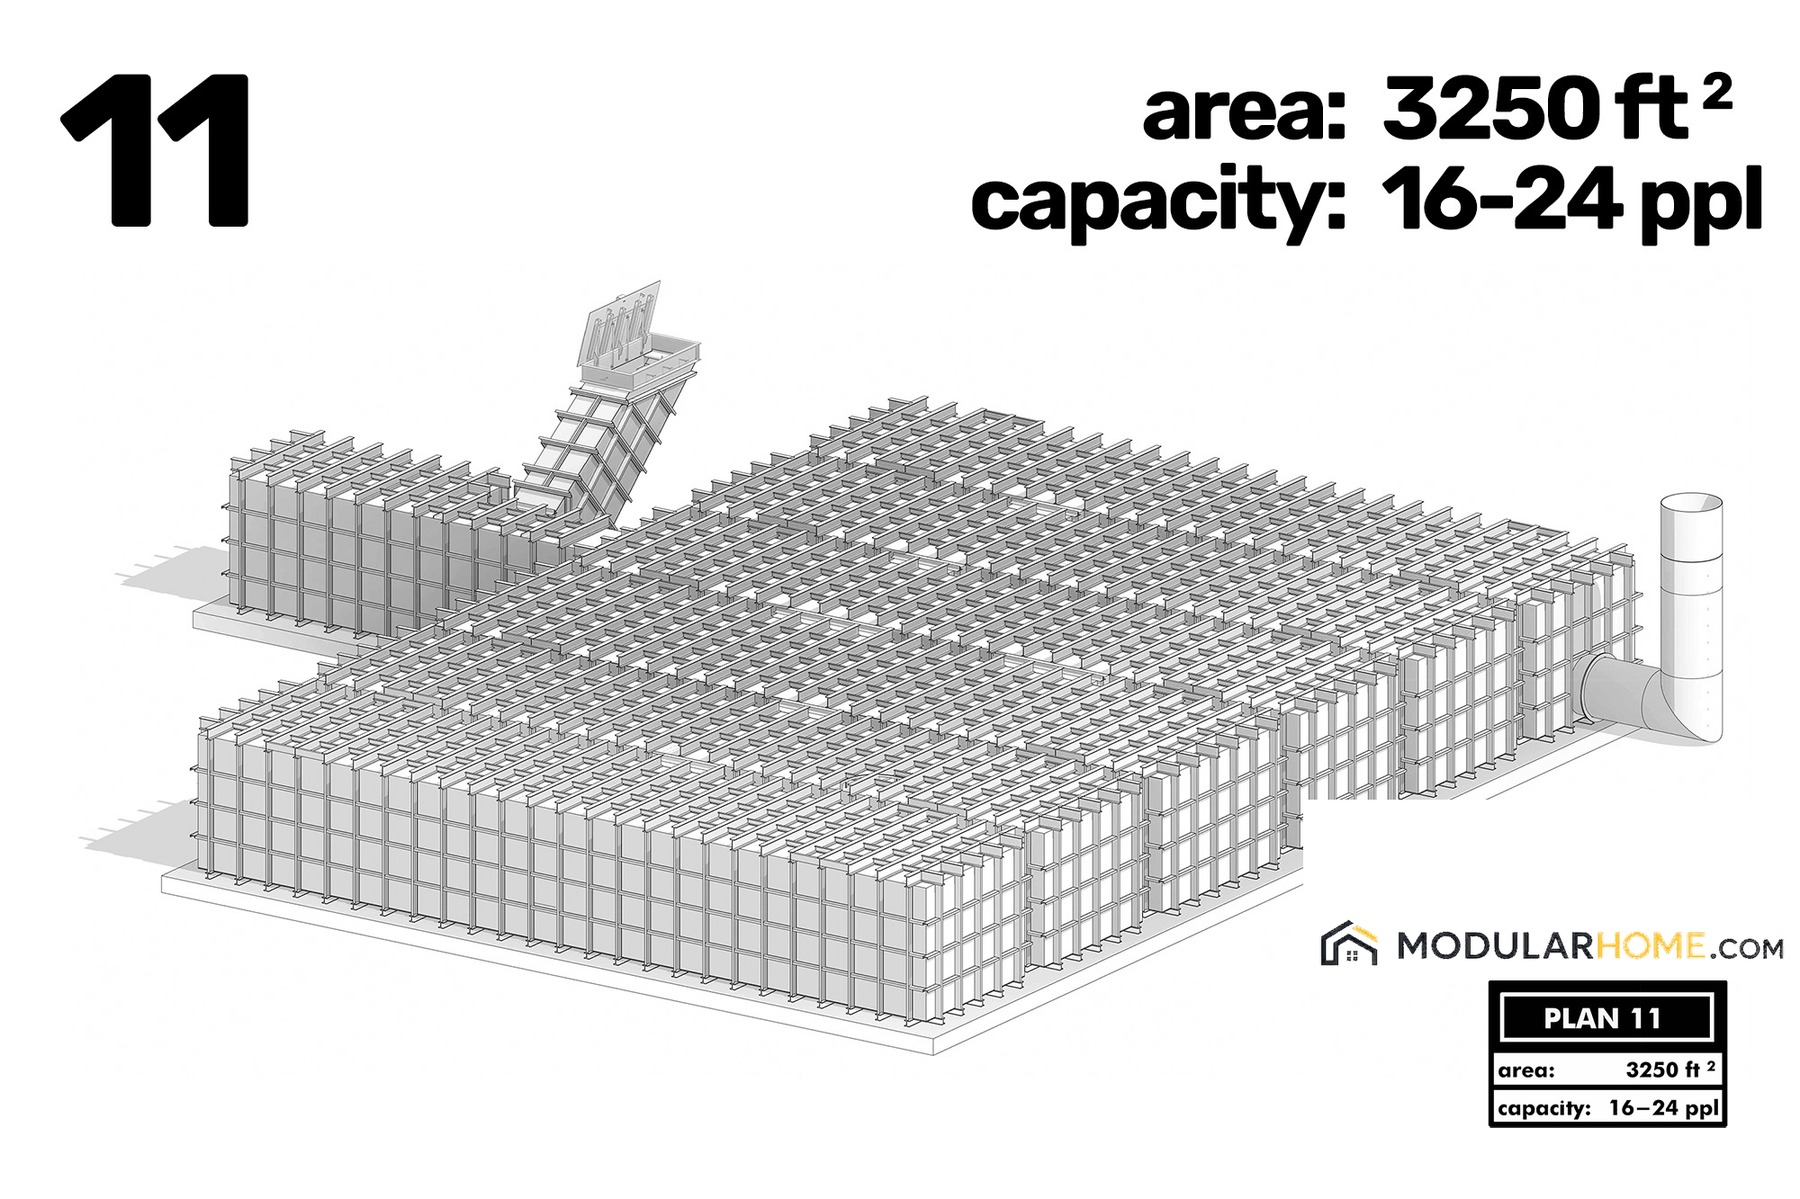 11
area: 3250 ft ²
capacity: 16-24 ppl
MODULARHOME.COM
PLAN 11
area: 3250 ft ²
capacity: 16–24 ppl